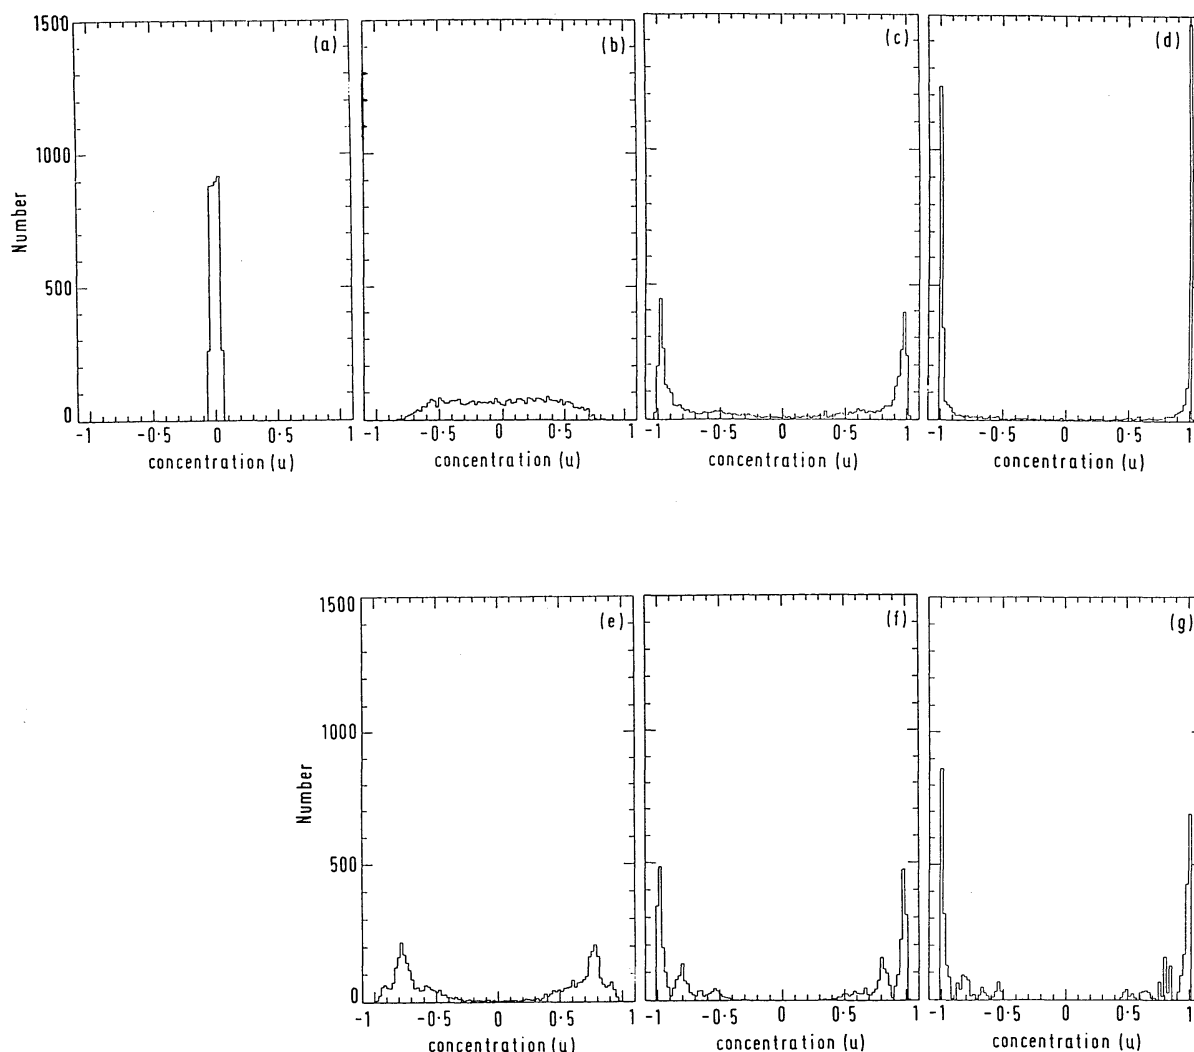 1500 (a) (b) (c) (d)
1000
Number
500
0
-1 -0·5 0 0·5 1 -1 -0·5 0 0·5 1 -1 -0·5 0 0·5 1 -1 -0·5 0 0·5 1
concentration (u) concentration (u) concentration (u) concentration (u)
1500 (e) (f) (g)
1000
Number
500
0
-1 -0·5 0 0·5 1 -1 -0·5 0 0·5 1 -1 -0·5 0 0·5 1
concentration (u) concentration (u) concentration (u)